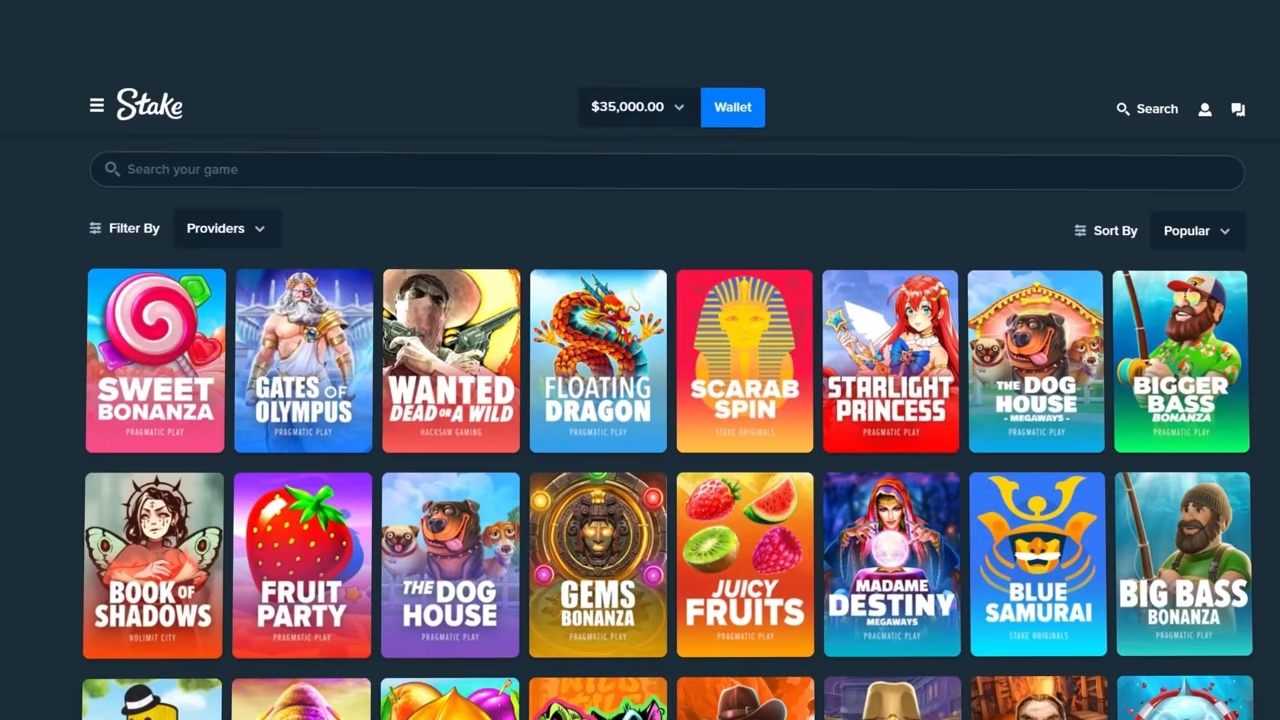 Stake
$35,000.00
Wallet
Search
Search your game
Filter By
Providers
Sort By
Popular
SWEET
BONANZA
PRAGMATIC PLAY
GATES OF
OLYMPUS
PRAGMATIC PLAY
WANTED
DEAD OR A WILD
HACKSAW GAMING
FLOATING
DRAGON
PRAGMATIC PLAY
SCARAB
SPIN
STAKE ORIGINALS
STARLIGHT
PRINCESS
PRAGMATIC PLAY
THE DOG
HOUSE
- MEGAWAYS -
PRAGMATIC PLAY
BIGGER
BASS
BONANZA
PRAGMATIC PLAY
BOOK OF
SHADOWS
NOLIMIT CITY
FRUIT
PARTY
PRAGMATIC PLAY
THE DOG
HOUSE
PRAGMATIC PLAY
GEMS
BONANZA
PRAGMATIC PLAY
JUICY
FRUITS
PRAGMATIC PLAY
MADAME
DESTINY
MEGAWAYS
PRAGMATIC PLAY
BLUE
SAMURAI
STAKE ORIGINALS
BIG BASS
BONANZA
PRAGMATIC PLAY